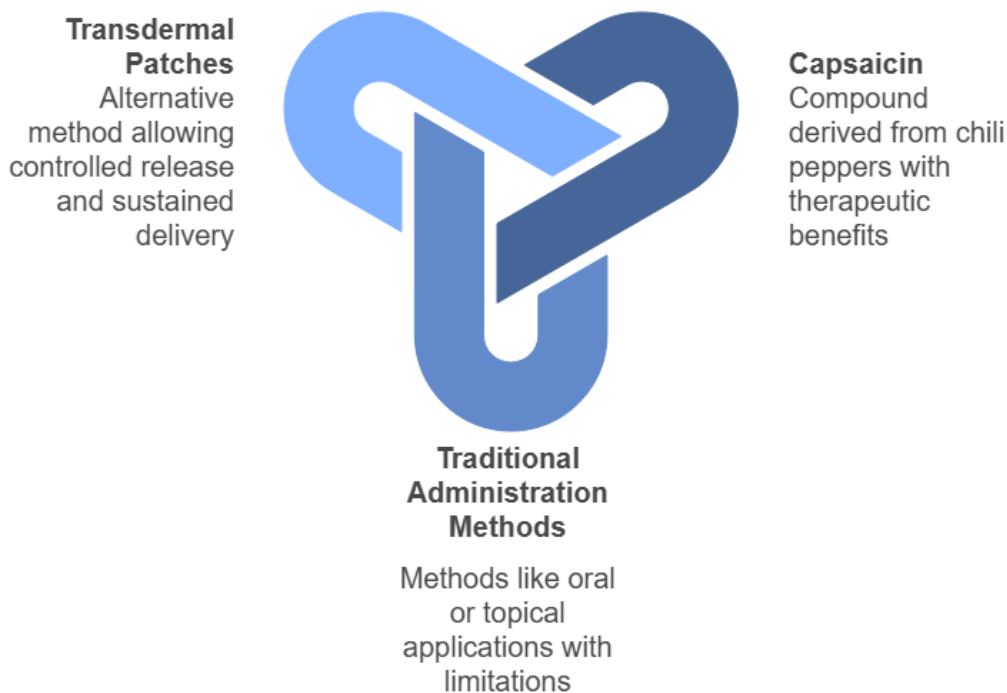 Transdermal
Patches
Alternative
method allowing
controlled release
and sustained
delivery
Capsaicin
Compound
derived from chili
peppers with
therapeutic
benefits
Traditional
Administration
Methods
Methods like oral
or topical
applications with
limitations